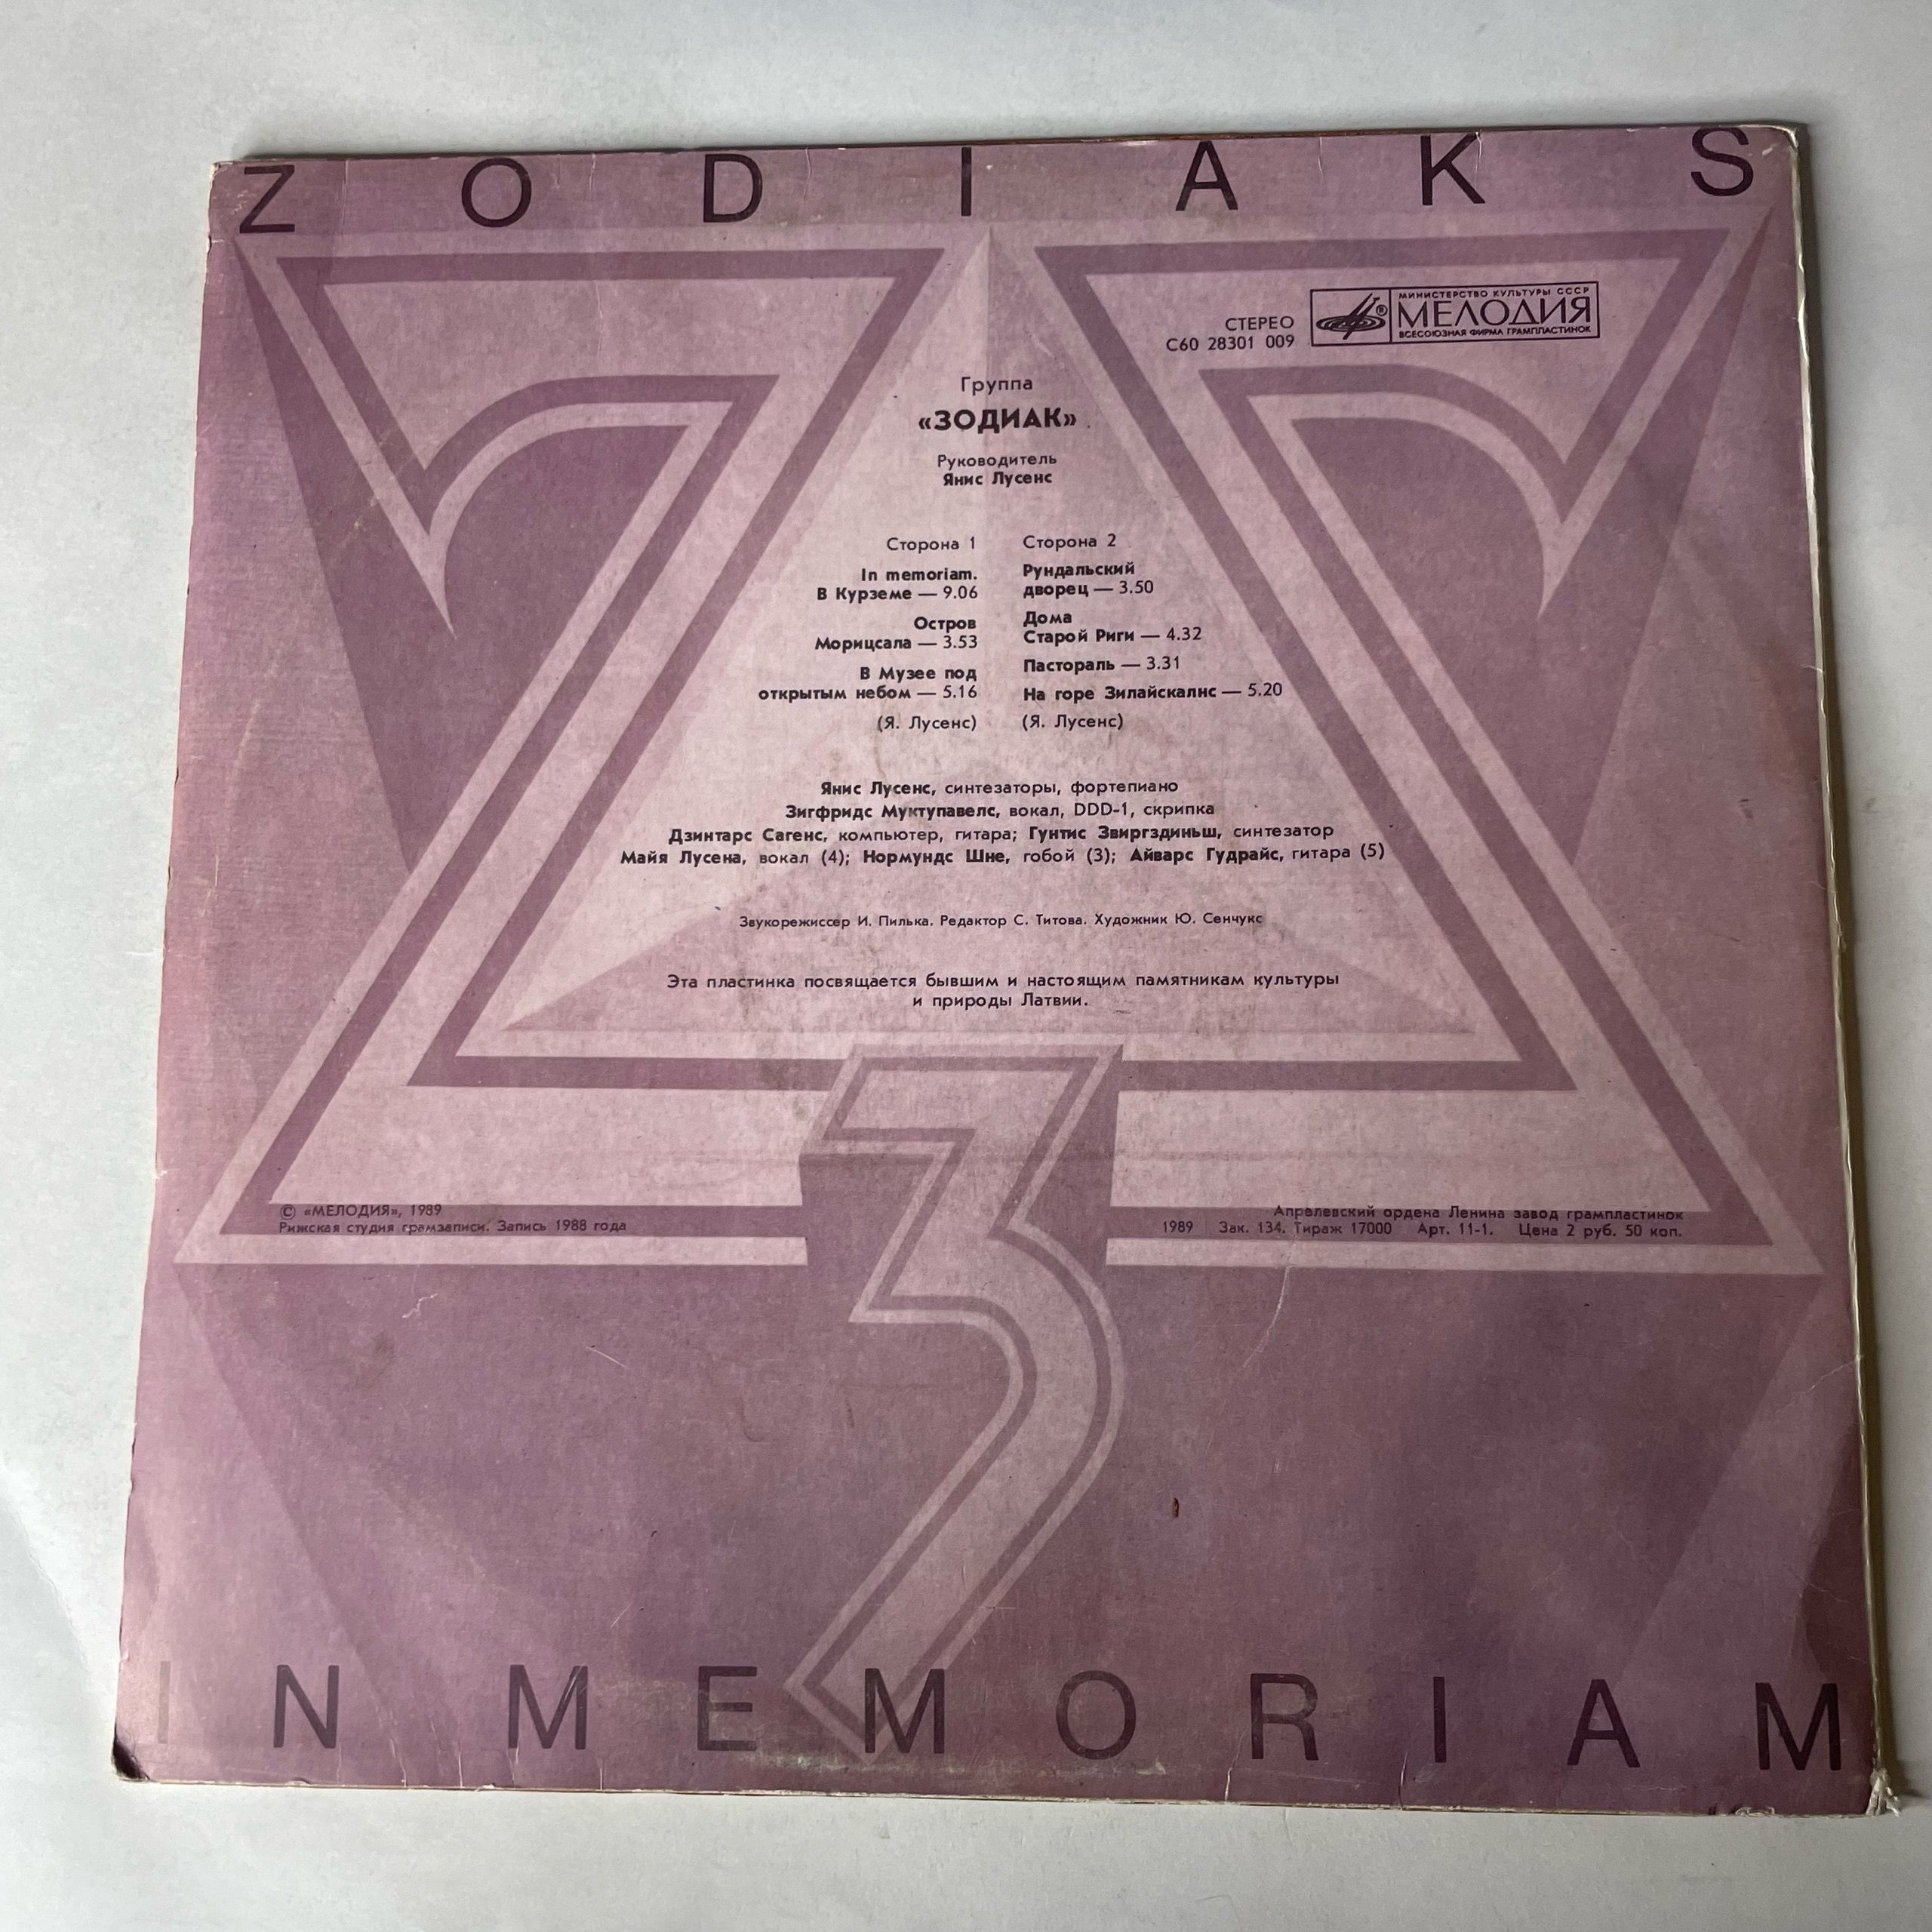 ZODIAKS
МИНИСТЕРСТВО КУЛЬТУРЫ СССР
МЕЛОДИЯ
®
ВСЕСОЮЗНАЯ ФИРМА ГРАМПЛАСТИНОК
СТЕРЕО
С60 28301 009
Группа
«ЗОДИАК»
Руководитель
Янис Лусенс
Сторона 1
In memoriam.
В Курземе — 9.06
Остров
Морицсала — 3.53
В Музее под
открытым небом — 5.16
(Я. Лусенс)
Сторона 2
Рундальский
дворец — 3.50
Дома
Старой Риги — 4.32
Пастораль — 3.31
На горе Зилайскалнс — 5.20
(Я. Лусенс)
Янис Лусенс, синтезаторы, фортепиано
Зигфридс Муктупавелс, вокал, DDD-1, скрипка
Дзинтарс Сагенс, компьютер, гитара; Гунтис Звиргздиньш, синтезатор
Майя Лусена, вокал (4); Нормундс Шне, гобой (3); Айварс Гудрайс, гитара (5)
Звукорежиссер И. Пилька. Редактор С. Титова. Художник Ю. Сенчукс
Эта пластинка посвящается бывшим и настоящим памятникам культуры
и природы Латвии.
3
© «МЕЛОДИЯ», 1989
Рижская студия грамзаписи. Запись 1988 года
Апрелевский ордена Ленина завод грампластинок
1989 Зак. 134. Тираж 17000 Арт. 11-1. Цена 2 руб. 50 коп.
IN MEMORIAM